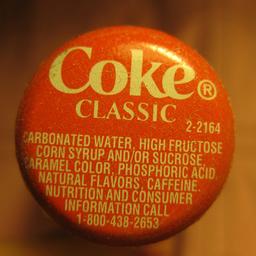 Coke®
CLASSIC
2-2164
CARBONATED WATER, HIGH FRUCTOSE
CORN SYRUP AND/OR SUCROSE,
CARAMEL COLOR, PHOSPHORIC ACID,
NATURAL FLAVORS, CAFFEINE.
NUTRITION AND CONSUMER
INFORMATION CALL
1-800-438-2653